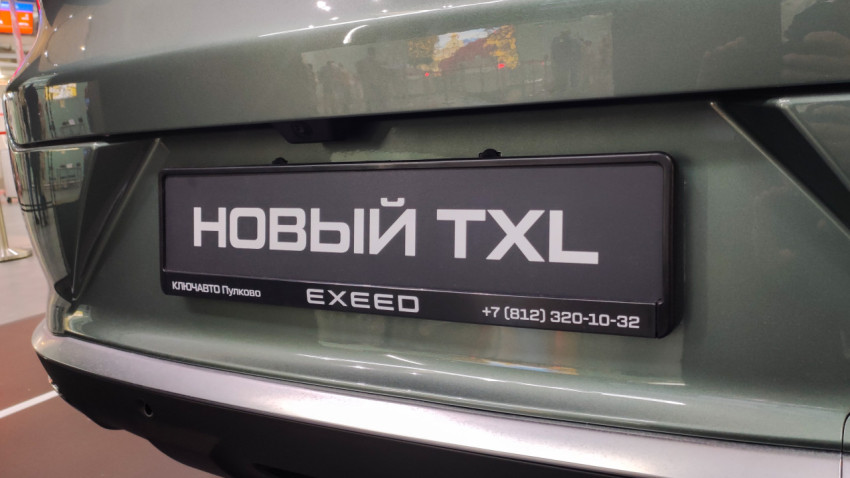 НОВЫЙ TXL
КЛЮЧАВТО Пулково EXEED +7 (812) 320-10-32